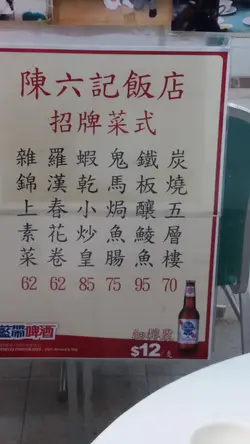 陳六記飯店
招牌菜式
炭燒五層樓 70
鐵板釀鯪魚 95
鬼馬焗魚腸 75
蝦乾小炒皇 85
羅漢春花卷 62
雜錦上素菜 62
藍帶啤酒
$12